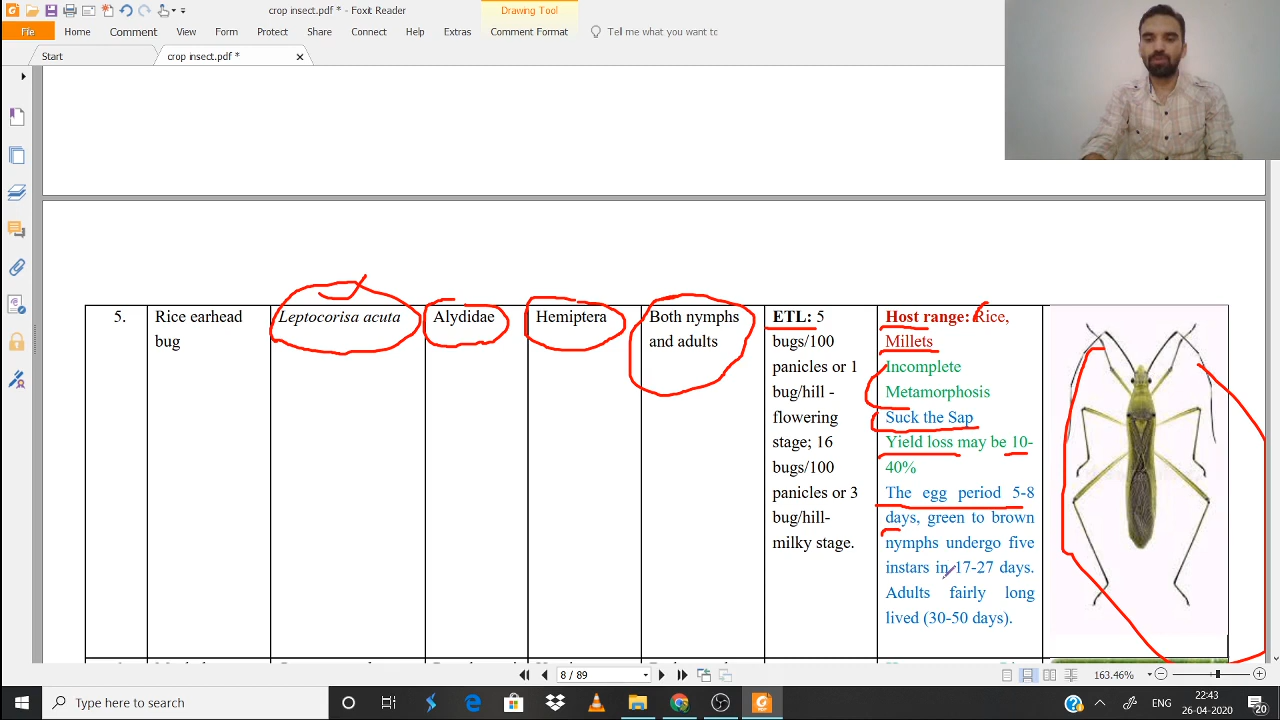 crop insect.pdf * - Foxit Reader
Drawing Tool
File
Home
Comment
View
Form
Protect
Share
Connect
Help
Extras
Comment Format
Tell me what you want to
Start
crop insect.pdf *
5.
Rice earhead
bug
Leptocorisa acuta
Alydidae
Hemiptera
Both nymphs
and adults
ETL: 5
bugs/100
panicles or 1
bug/hill -
flowering
stage; 16
bugs/100
panicles or 3
bug/hill-
milky stage.
Host range: Rice,
Millets
Incomplete
Metamorphosis
Suck the Sap
Yield loss may be 10-
40%
The egg period 5-8
days, green to brown
nymphs undergo five
instars in 17-27 days.
Adults fairly long
lived (30-50 days).
8 / 89
163.46%
Type here to search
ENG
22:43
26-04-2020
20